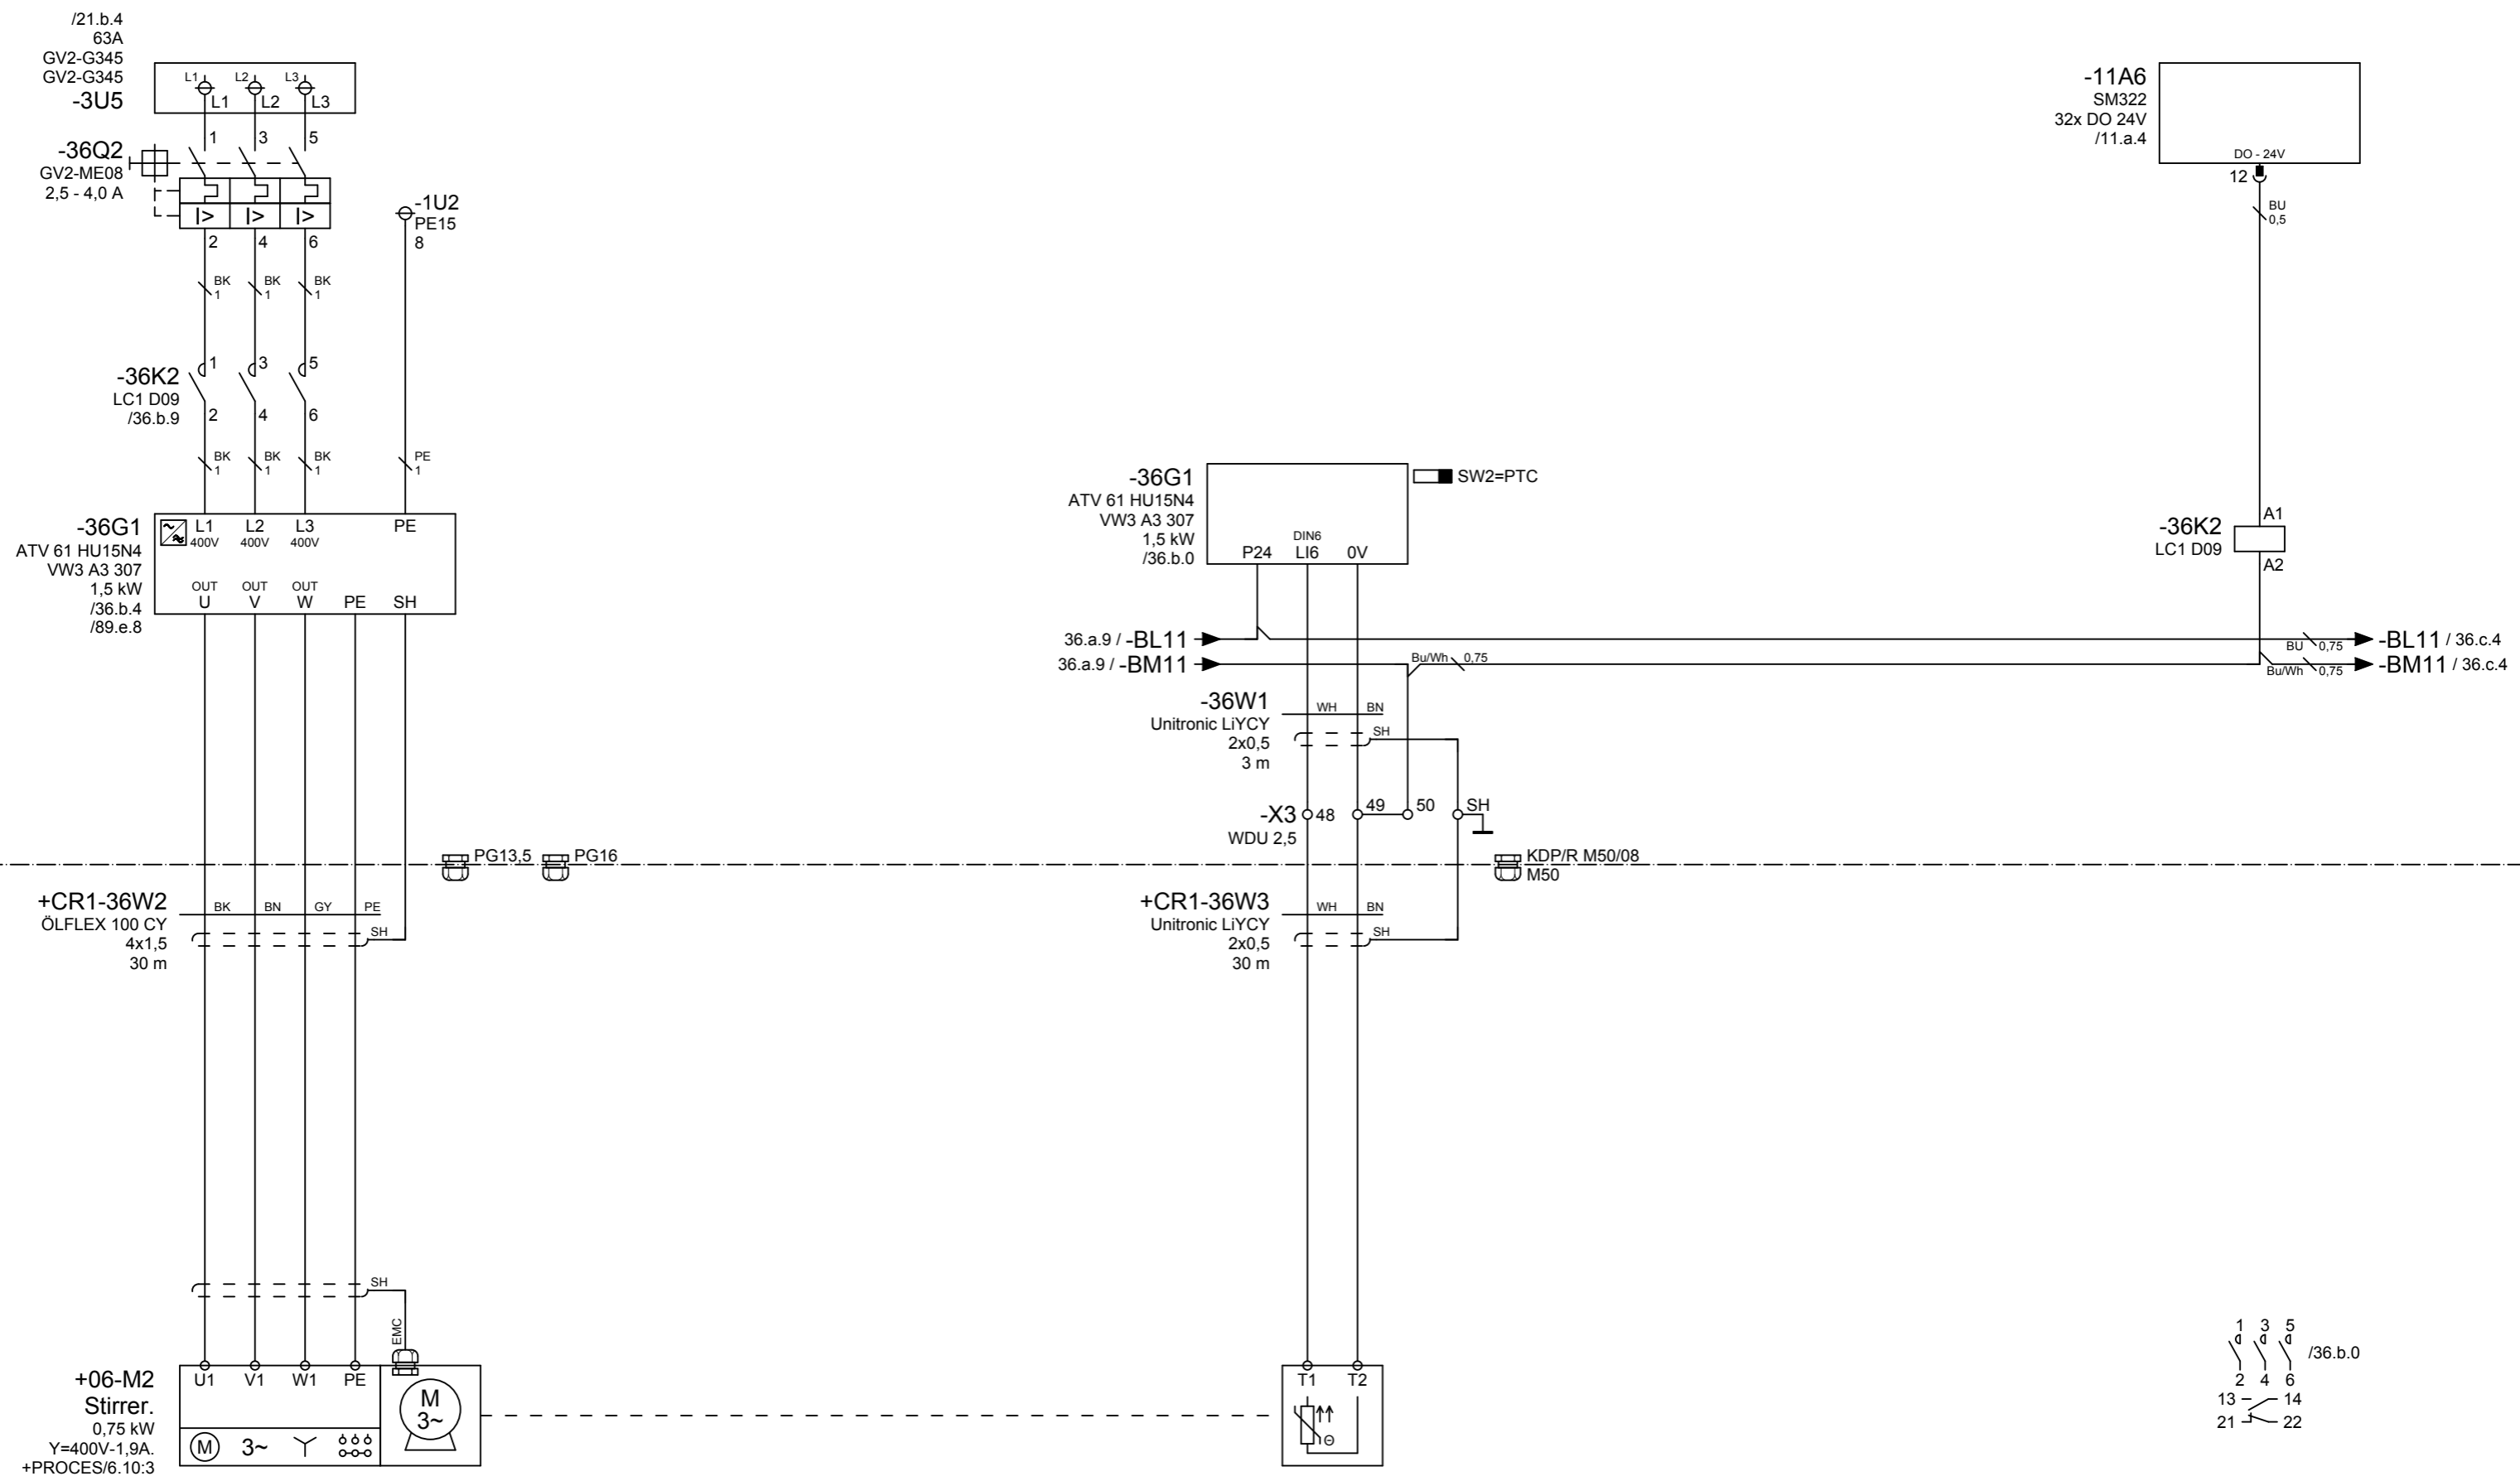 /21.b.4
63A
GV2-G345
GV2-G345
-3U5
L1 L2 L3
L1 L2 L3
1 3 5
-36Q2
GV2-ME08
2,5 - 4,0 A
I> I> I>
2 4 6
-1U2
PE15
8
BK BK BK
1 1 1
-36K2
LC1 D09
/36.b.9
1 3 5
2 4 6
BK BK BK PE
1 1 1 1
-36G1
ATV 61 HU15N4
VW3 A3 307
1,5 kW
/36.b.4
/89.e.8
L1 L2 L3 PE
400V 400V 400V
OUT OUT OUT
U V W PE SH
PG13,5 PG16
+CR1-36W2
ÖLFLEX 100 CY
4x1,5
30 m
BK BN GY PE
SH
SH
EMC
+06-M2
Stirrer.
0,75 kW
Y=400V-1,9A.
+PROCES/6.10:3
U1 V1 W1 PE
M 3~
M
3~
-36G1
ATV 61 HU15N4
VW3 A3 307
1,5 kW
/36.b.0
SW2=PTC
DIN6
P24 LI6 0V
36.a.9 / -BL11
36.a.9 / -BM11
Bu/Wh 0,75
-36W1
Unitronic LiYCY
2x0,5
3 m
WH BN
SH
-X3
WDU 2,5
48 49 50 SH
KDP/R M50/08
M50
+CR1-36W3
Unitronic LiYCY
2x0,5
30 m
WH BN
SH
T1 T2
Θ
-11A6
SM322
32x DO 24V
/11.a.4
DO - 24V
12
BU
0,5
-36K2
LC1 D09
A1
A2
BU 0,75
-BL11 / 36.c.4
Bu/Wh 0,75
-BM11 / 36.c.4
1 3 5
/36.b.0
2 4 6
13 14
21 22